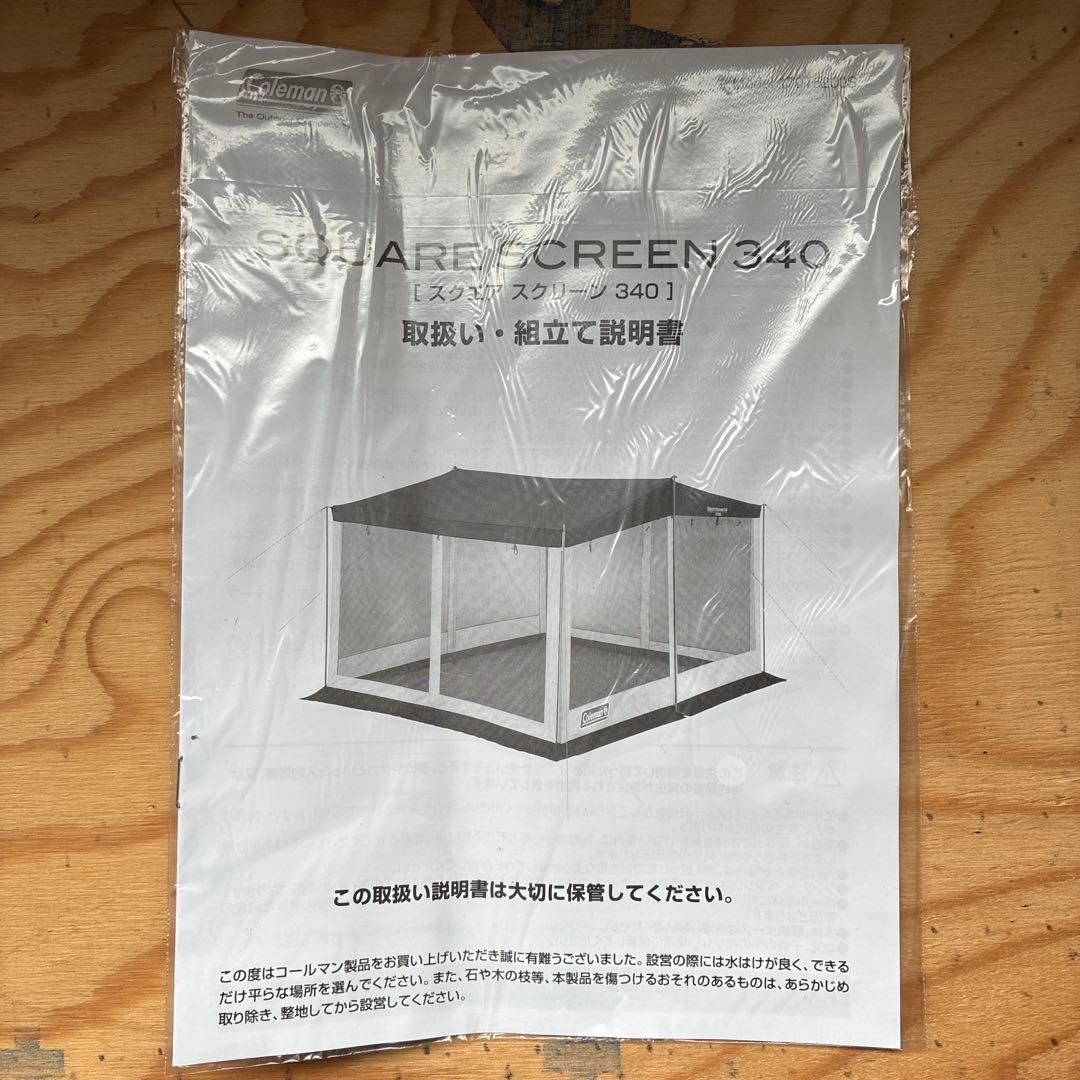 Coleman
The Outdoor Company
SQUARE SCREEN 340
[ スクエア スクリーン 340 ]
取扱い・組立て説明書
Coleman
この取扱い説明書は大切に保管してください。
この度はコールマン製品をお買い上げいただき誠に有難うございました。設営の際には水はけが良く、できる
だけ平らな場所を選んでください。また、石や木の枝等、本製品を傷つけるおそれのあるものは、あらかじめ
取り除き、整地してから設営してください。